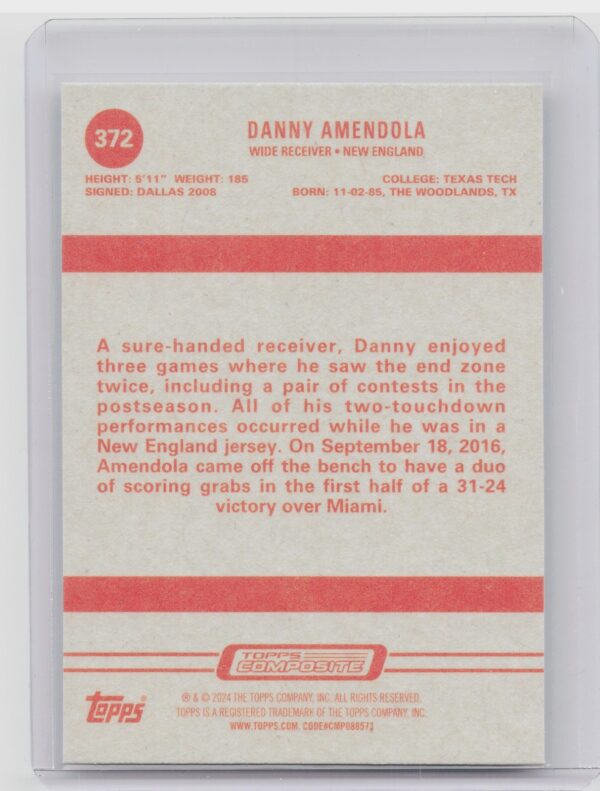 372
DANNY AMENDOLA
WIDE RECEIVER • NEW ENGLAND
HEIGHT: 5'11" WEIGHT: 185
SIGNED: DALLAS 2008
COLLEGE: TEXAS TECH
BORN: 11-02-85, THE WOODLANDS, TX
A sure-handed receiver, Danny enjoyed
three games where he saw the end zone
twice, including a pair of contests in the
postseason. All of his two-touchdown
performances occurred while he was in a
New England jersey. On September 18, 2016,
Amendola came off the bench to have a duo
of scoring grabs in the first half of a 31-24
victory over Miami.
TOPPS
COMPOSITE
Topps®
® & © 2024 THE TOPPS COMPANY, INC. ALL RIGHTS RESERVED.
TOPPS IS A REGISTERED TRADEMARK OF THE TOPPS COMPANY, INC.
WWW.TOPPS.COM. CODE#CMP088571